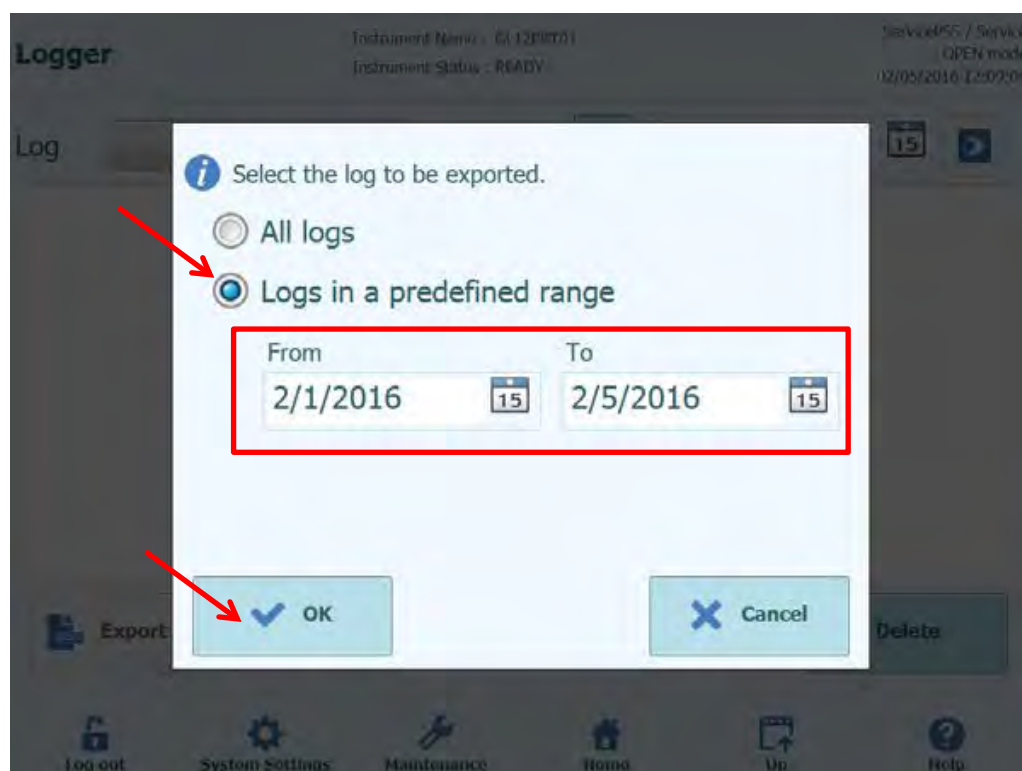 Logger
Instrument Status : READY
OPEN mode
Log
15
Select the log to be exported.
All logs
Logs in a predefined range
From To
2/1/2016 15 2/5/2016 15
Export OK Cancel Delete
Log out System Settings Maintenance Home Up Help